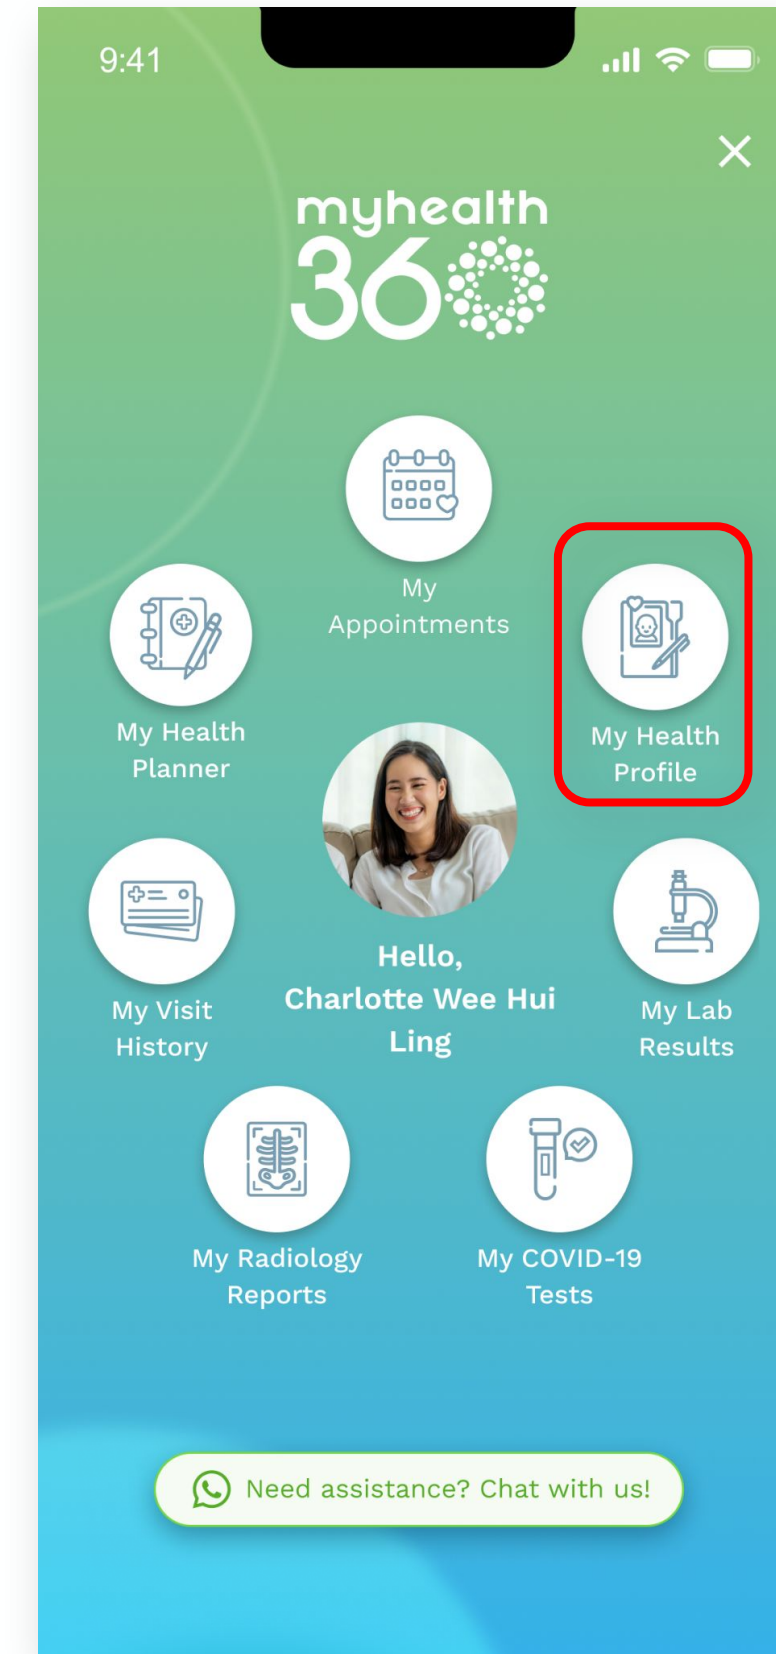 9:41
myhealth
360
My
Appointments
My Health
Planner
My Health
Profile
Hello,
Charlotte Wee Hui
Ling
My Visit
History
My Lab
Results
My Radiology
Reports
My COVID-19
Tests
Need assistance? Chat with us!